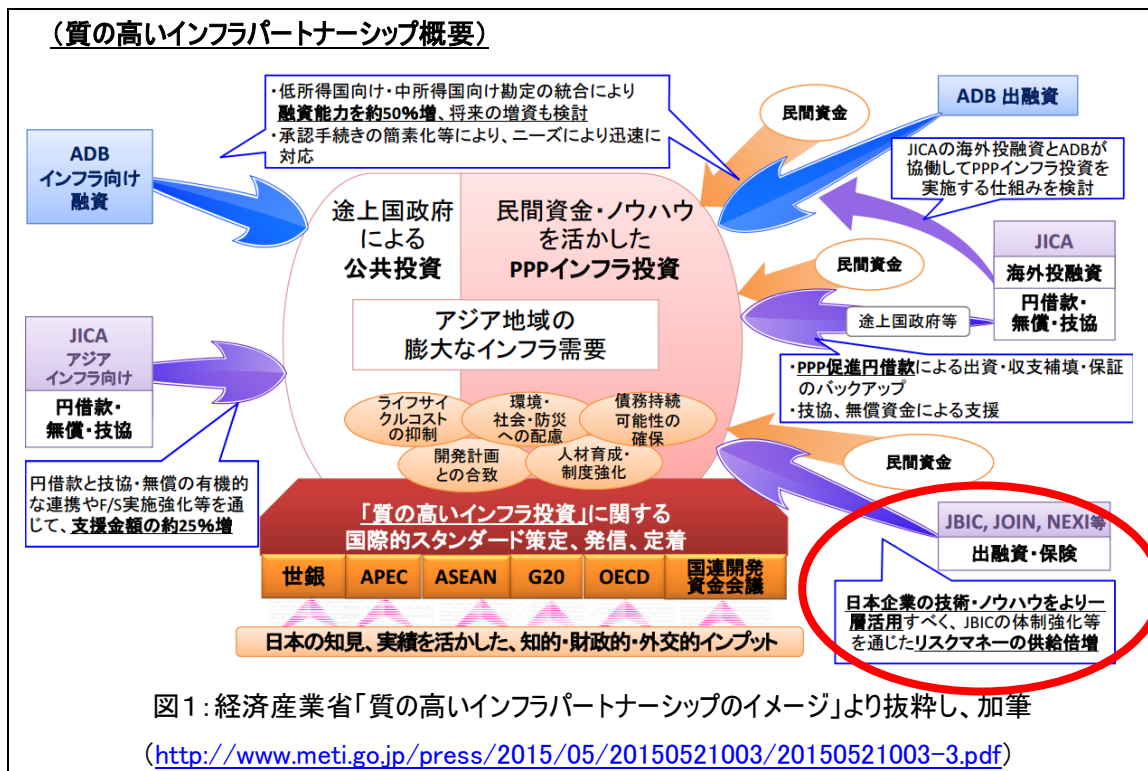 (質の高いインフラパートナーシップ概要)
・低所得国向け・中所得国向け勘定の統合により
融資能力を約50%増、将来の増資も検討
・承認手続きの簡素化等により、ニーズにより迅速に
対応
民間資金
ADB 出融資
ADB
インフラ向け
融資
JICAの海外投融資とADBが
協働してPPPインフラ投資を
実施する仕組みを検討
途上国政府
による
公共投資
民間資金・ノウハウ
を活かした
PPPインフラ投資
JICA
海外投融資
円借款・
無償・技協
民間資金
途上国政府等
アジア地域の
膨大なインフラ需要
JICA
アジア
インフラ向け
円借款・
無償・技協
・PPP促進円借款による出資・収支補填・保証
のバックアップ
・技協、無償資金による支援
ライフサイ
クルコスト
の抑制
環境・
社会・防災
への配慮
債務持続
可能性の
確保
開発計画
との合致
人材育成・
制度強化
民間資金
円借款と技協・無償の有機的
な連携やF/S実施強化等を通
じて、支援金額の約25%増
「質の高いインフラ投資」に関する
国際的スタンダード策定、発信、定着
JBIC, JOIN, NEXI等
出融資・保険
世銀
APEC
ASEAN
G20
OECD
国連開発
資金会議
日本企業の技術・ノウハウをより一
層活用すべく、JBICの体制強化等
を通じたリスクマネーの供給倍増
日本の知見、実績を活かした、知的・財政的・外交的インプット
図1:経済産業省「質の高いインフラパートナーシップのイメージ」より抜粋し、加筆
(http://www.meti.go.jp/press/2015/05/20150521003/20150521003-3.pdf)